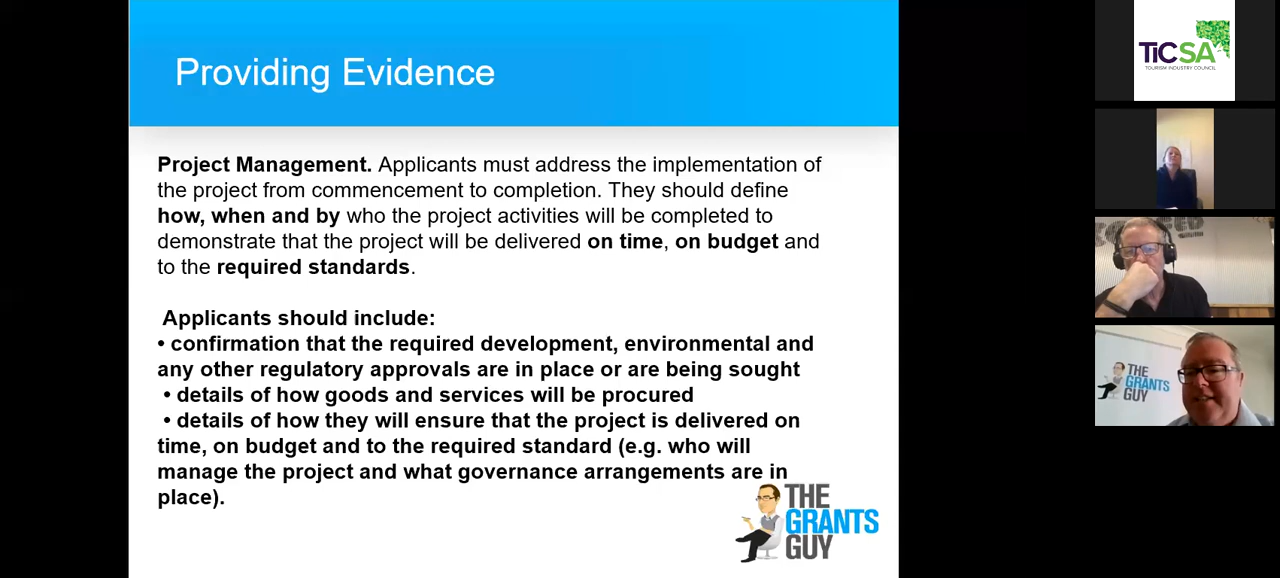 Providing Evidence
Project Management. Applicants must address the implementation of
the project from commencement to completion. They should define
how, when and by who the project activities will be completed to
demonstrate that the project will be delivered on time, on budget and
to the required standards.
Applicants should include:
• confirmation that the required development, environmental and
any other regulatory approvals are in place or are being sought
• details of how goods and services will be procured
• details of how they will ensure that the project is delivered on
time, on budget and to the required standard (e.g. who will
manage the project and what governance arrangements are in
place).
THE
GRANTS
GUY
TiCSA
TOURISM INDUSTRY COUNCIL
THE
GRANTS
GUY